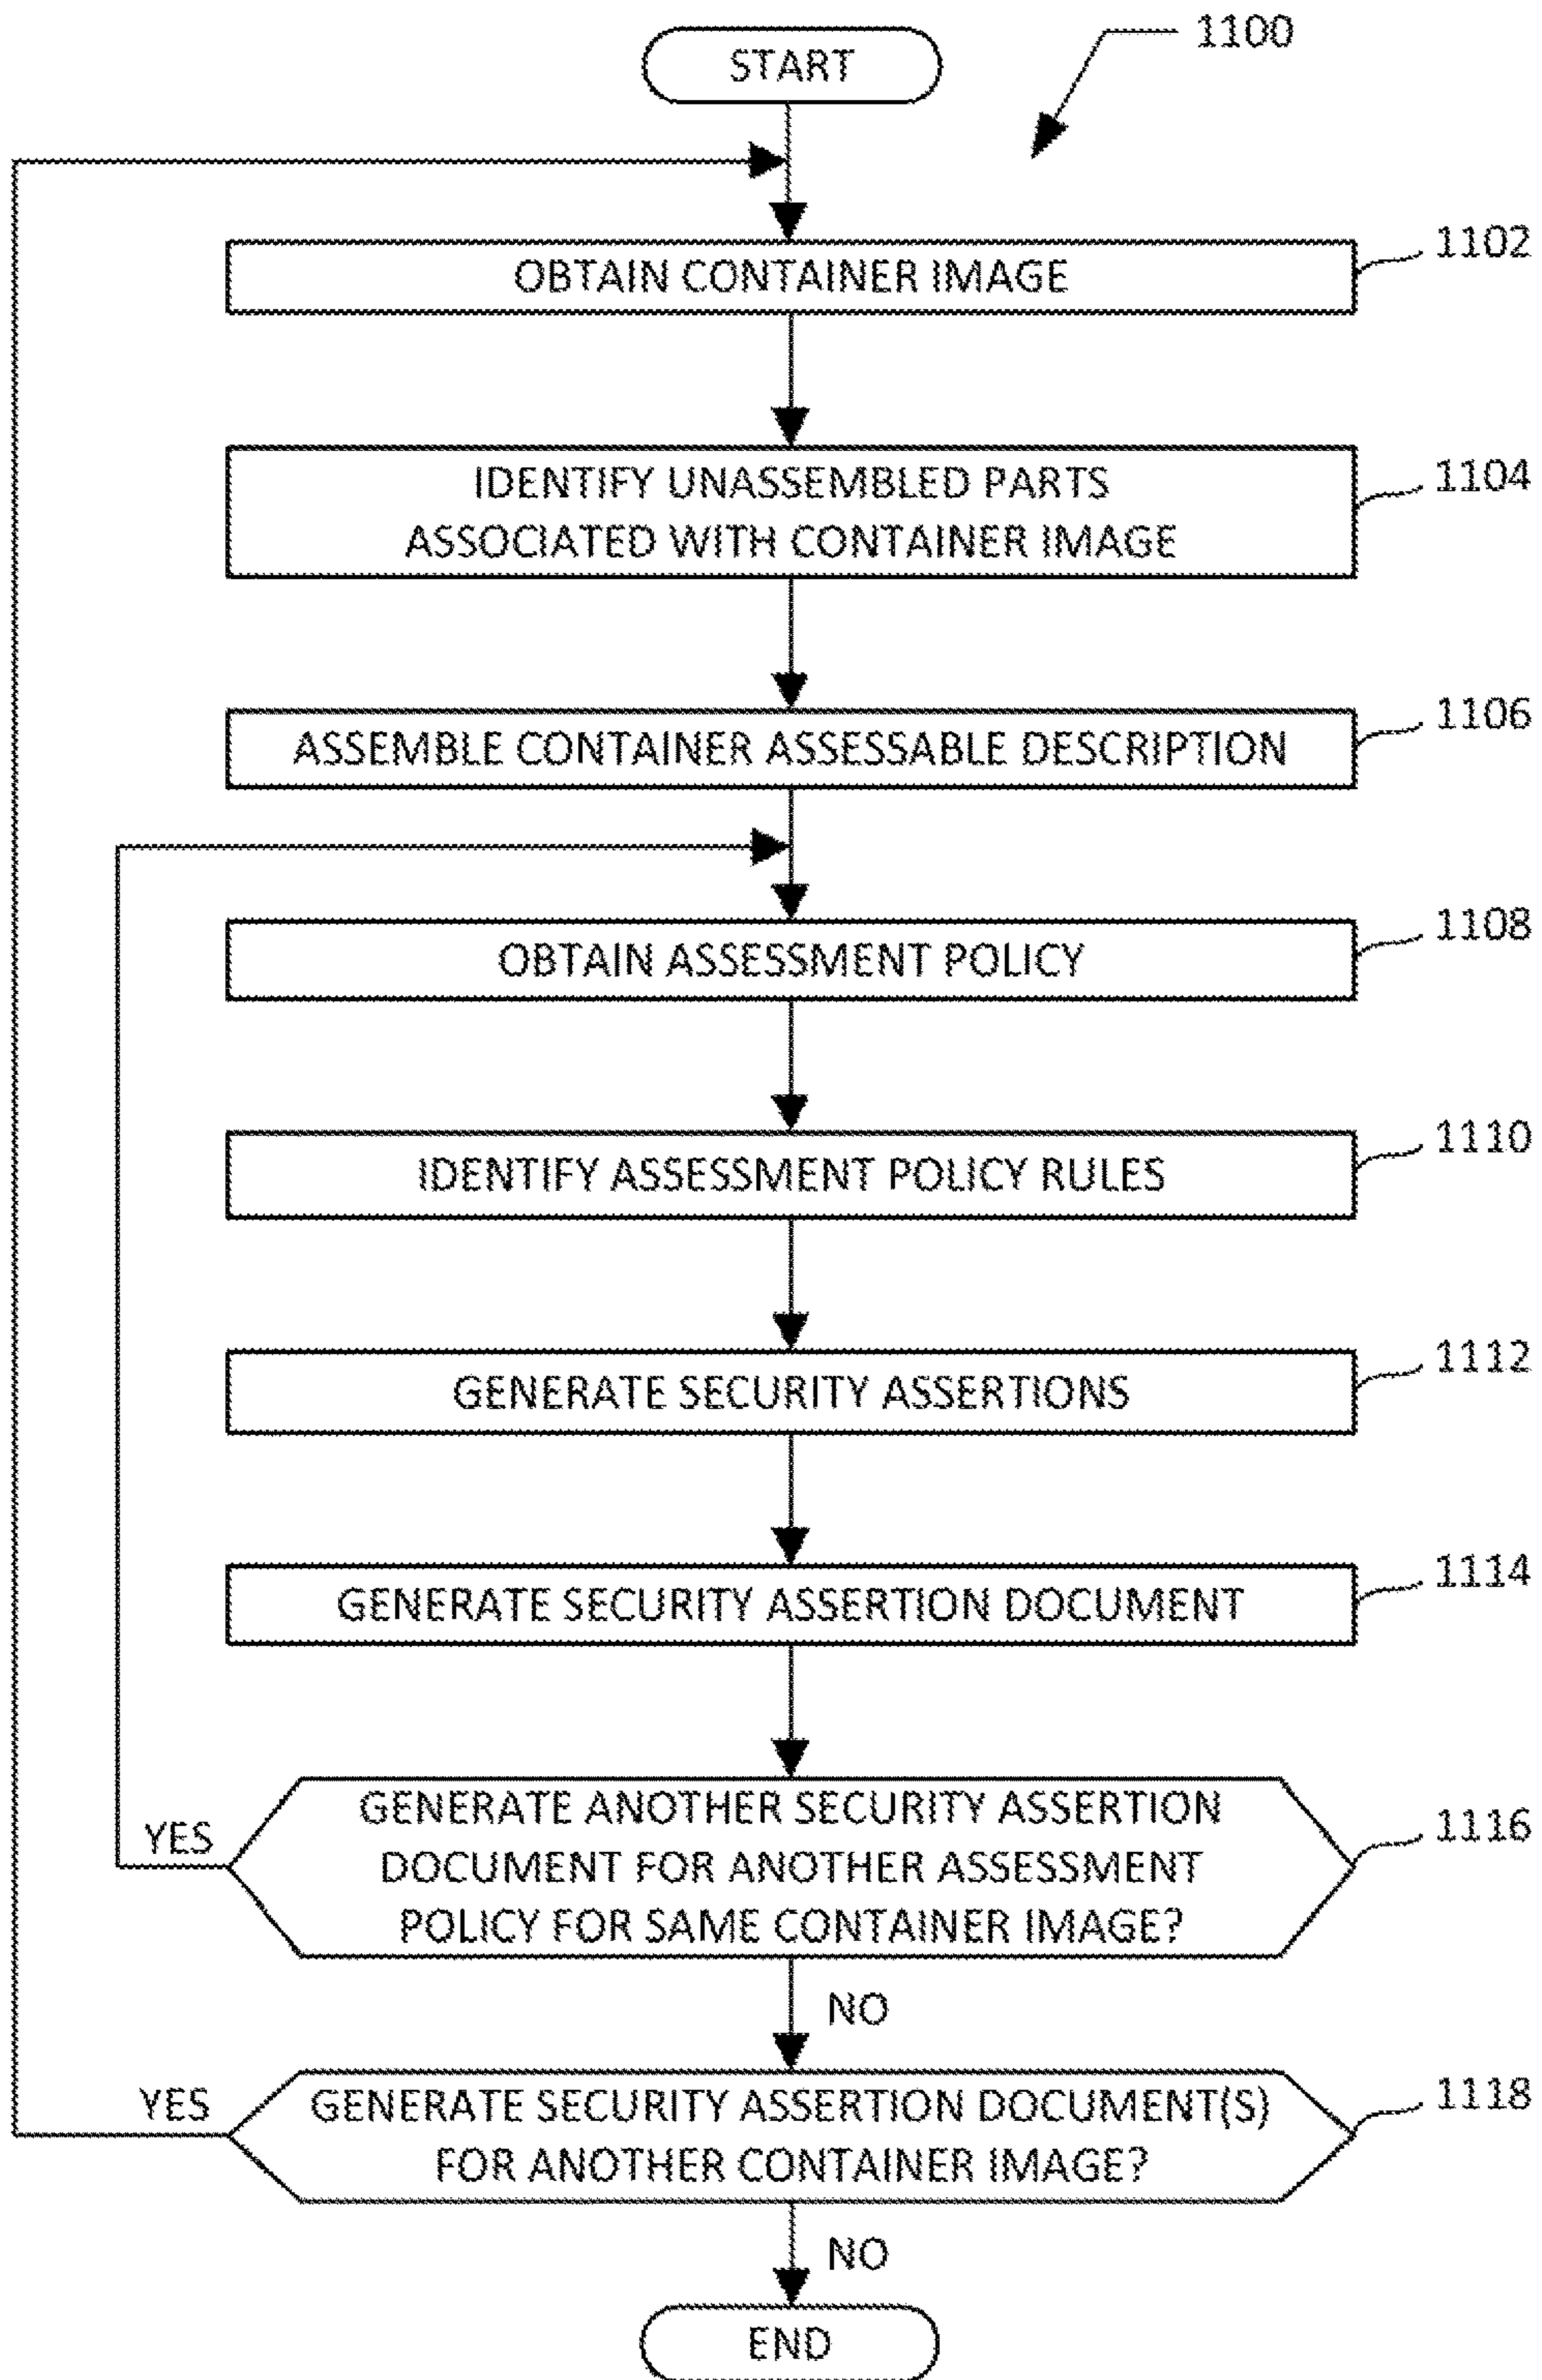 START
1100
OBTAIN CONTAINER IMAGE
1102
IDENTIFY UNASSEMBLED PARTS
ASSOCIATED WITH CONTAINER IMAGE
1104
ASSEMBLE CONTAINER ASSESSABLE DESCRIPTION
1106
OBTAIN ASSESSMENT POLICY
1108
IDENTIFY ASSESSMENT POLICY RULES
1110
GENERATE SECURITY ASSERTIONS
1112
GENERATE SECURITY ASSERTION DOCUMENT
1114
YES
GENERATE ANOTHER SECURITY ASSERTION
DOCUMENT FOR ANOTHER ASSESSMENT
POLICY FOR SAME CONTAINER IMAGE?
1116
NO
YES
GENERATE SECURITY ASSERTION DOCUMENT(S)
FOR ANOTHER CONTAINER IMAGE?
1118
NO
END